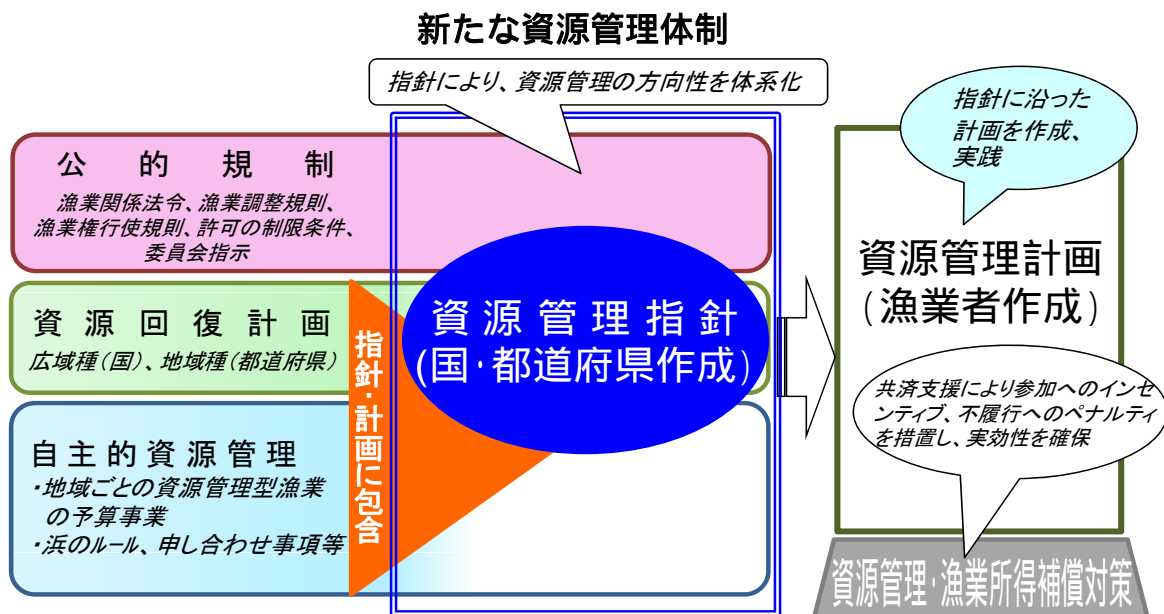 新たな資源管理体制
指針により、資源管理の方向性を体系化
公的規制
漁業関係法令、漁業調整規則、
漁業権行使規則、許可の制限条件、
委員会指示
資源回復計画
広域種(国)、地域種(都道府県)
自主的資源管理
・地域ごとの資源管理型漁業
の予算事業
・浜のルール、申し合わせ事項等
指針・計画に包含
資源管理指針
(国・都道府県作成)
指針に沿った
計画を作成、
実践
資源管理計画
(漁業者作成)
共済支援により参加へのインセ
ンティブ、不履行へのペナルティ
を措置し、実効性を確保
資源管理・漁業所得補償対策